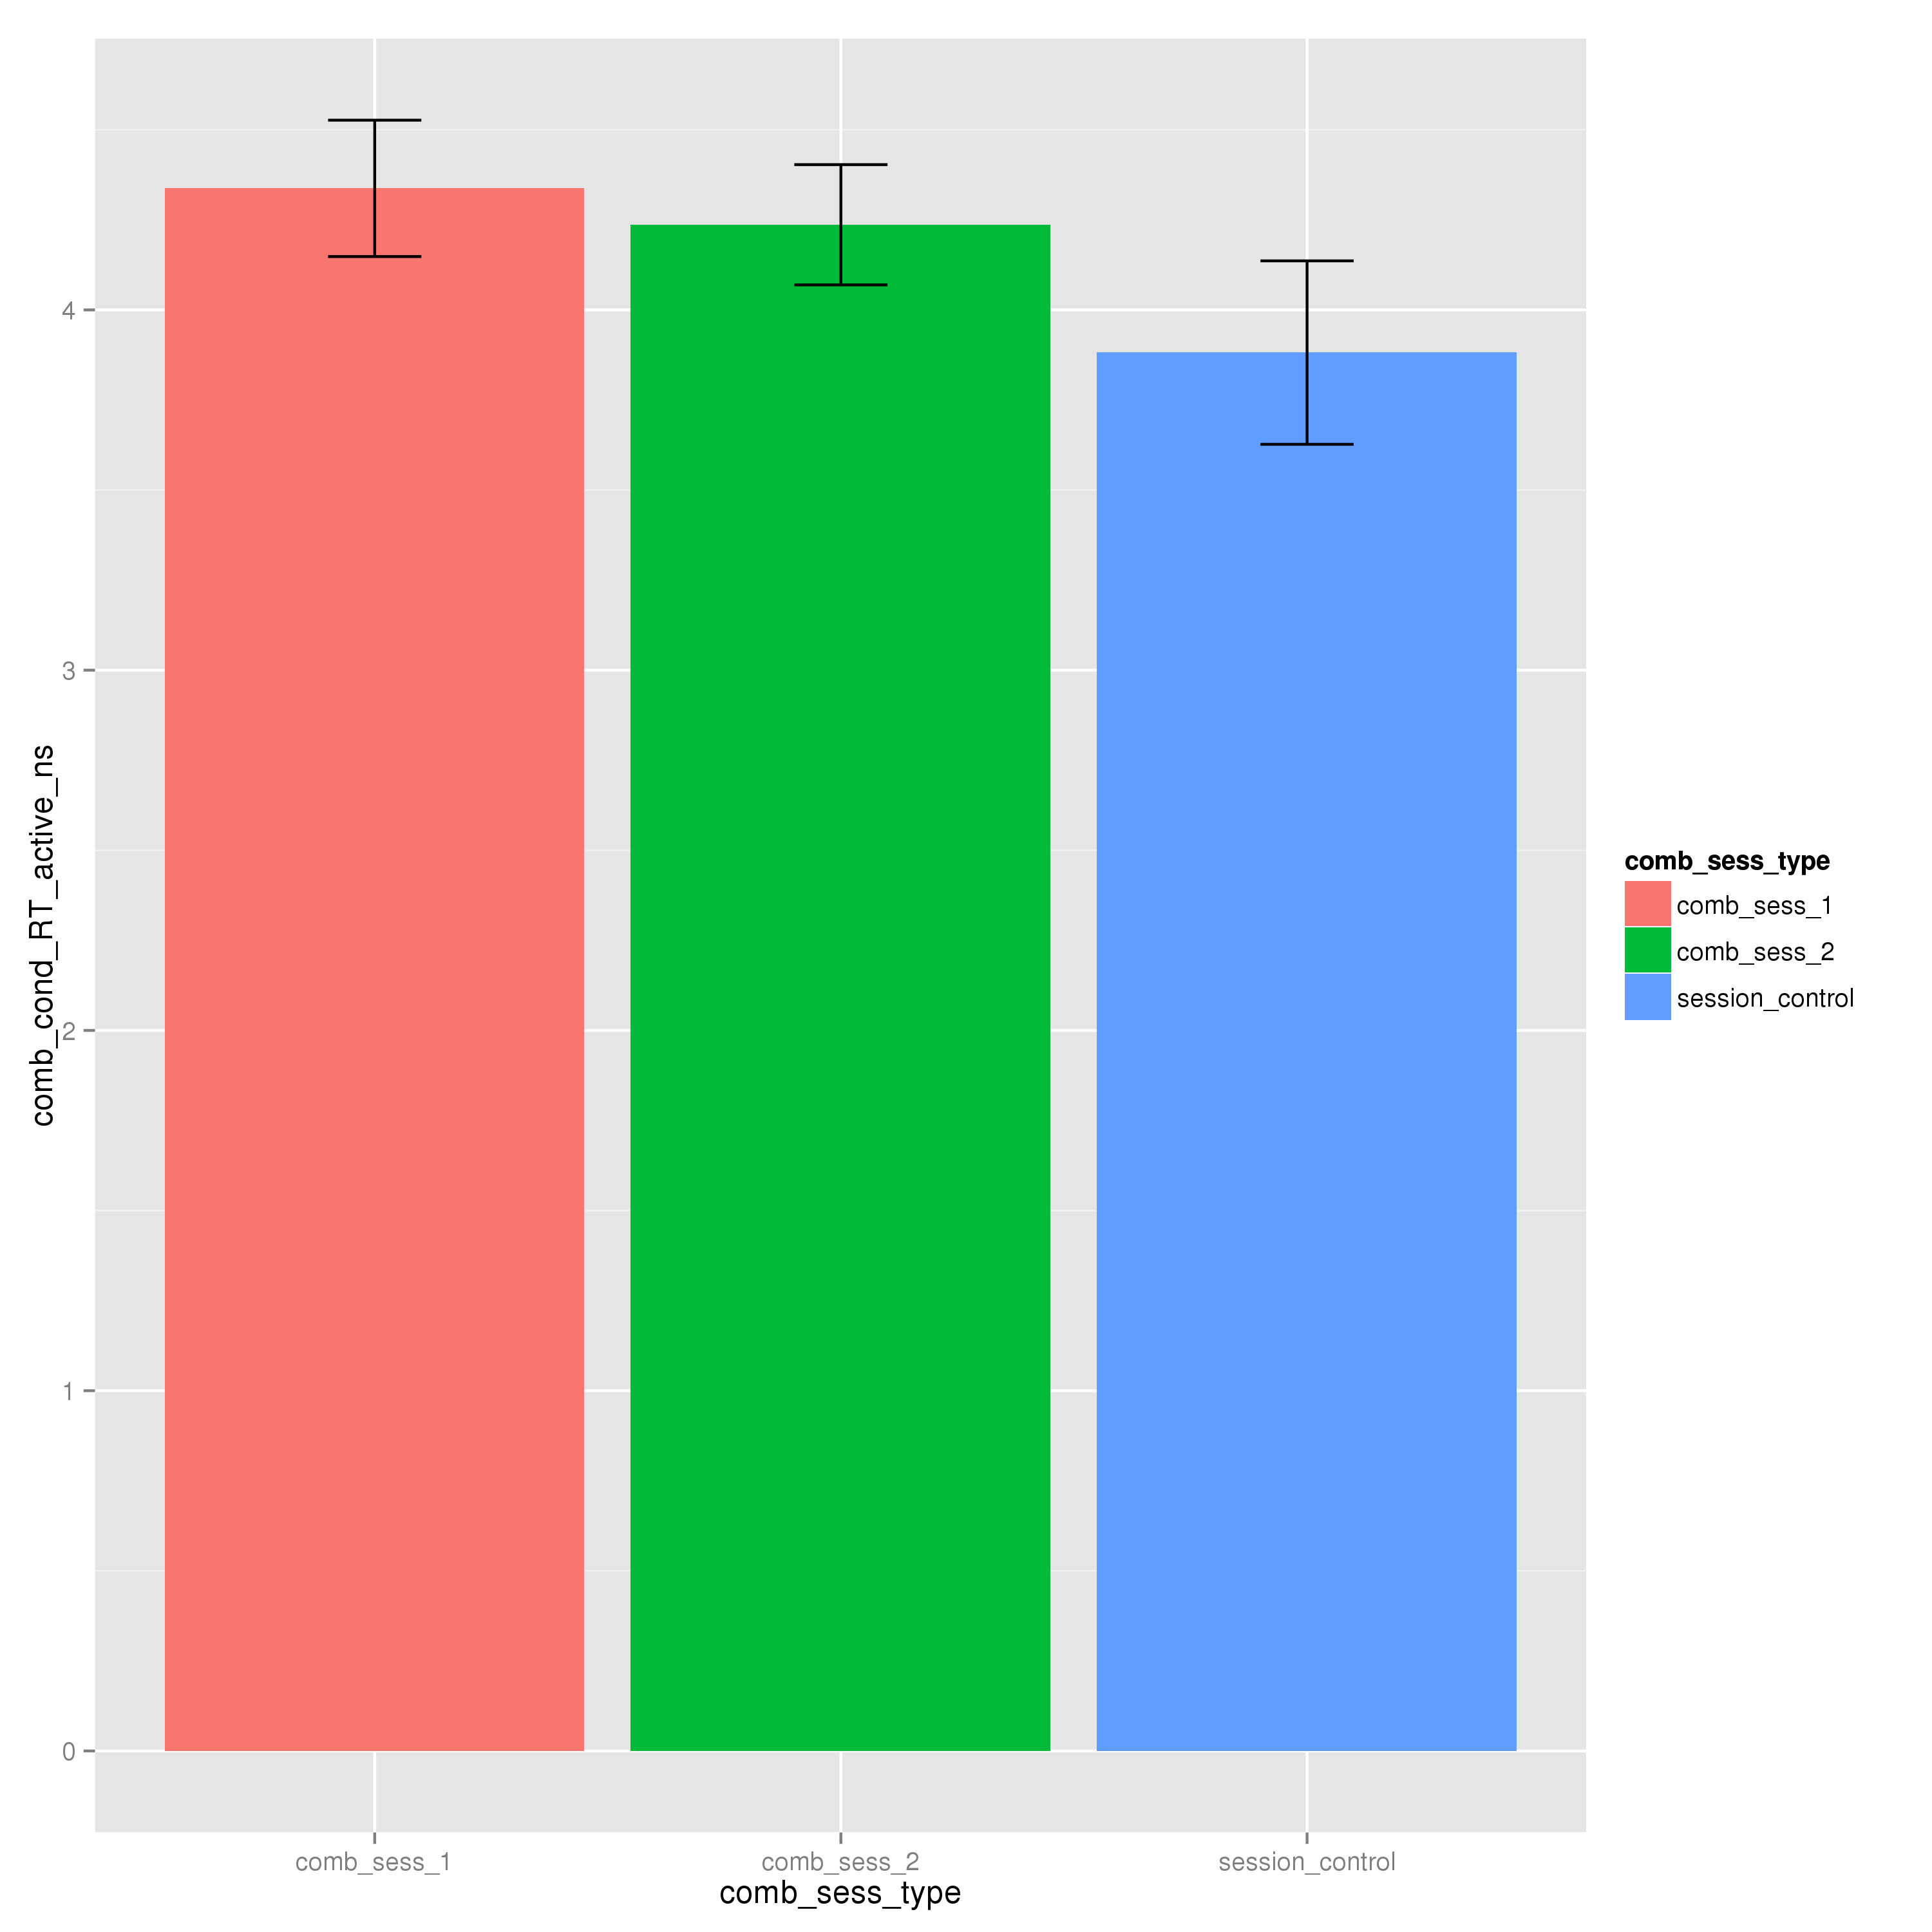 comb_cond_RT_active_ns
4
3
2
1
0
comb_sess_1
comb_sess_2
session_control
comb_sess_type
comb_sess_type
comb_sess_1
comb_sess_2
session_control